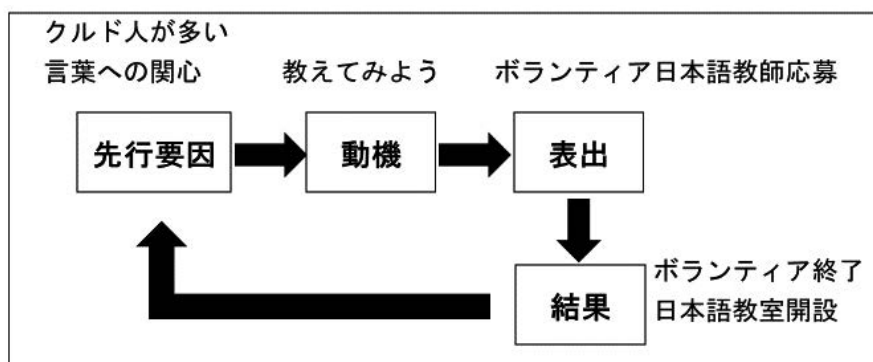 クルド人が多い
言葉への関心
教えてみよう
ボランティア日本語教師応募
先行要因
動機
表出
結果
ボランティア終了
日本語教室開設